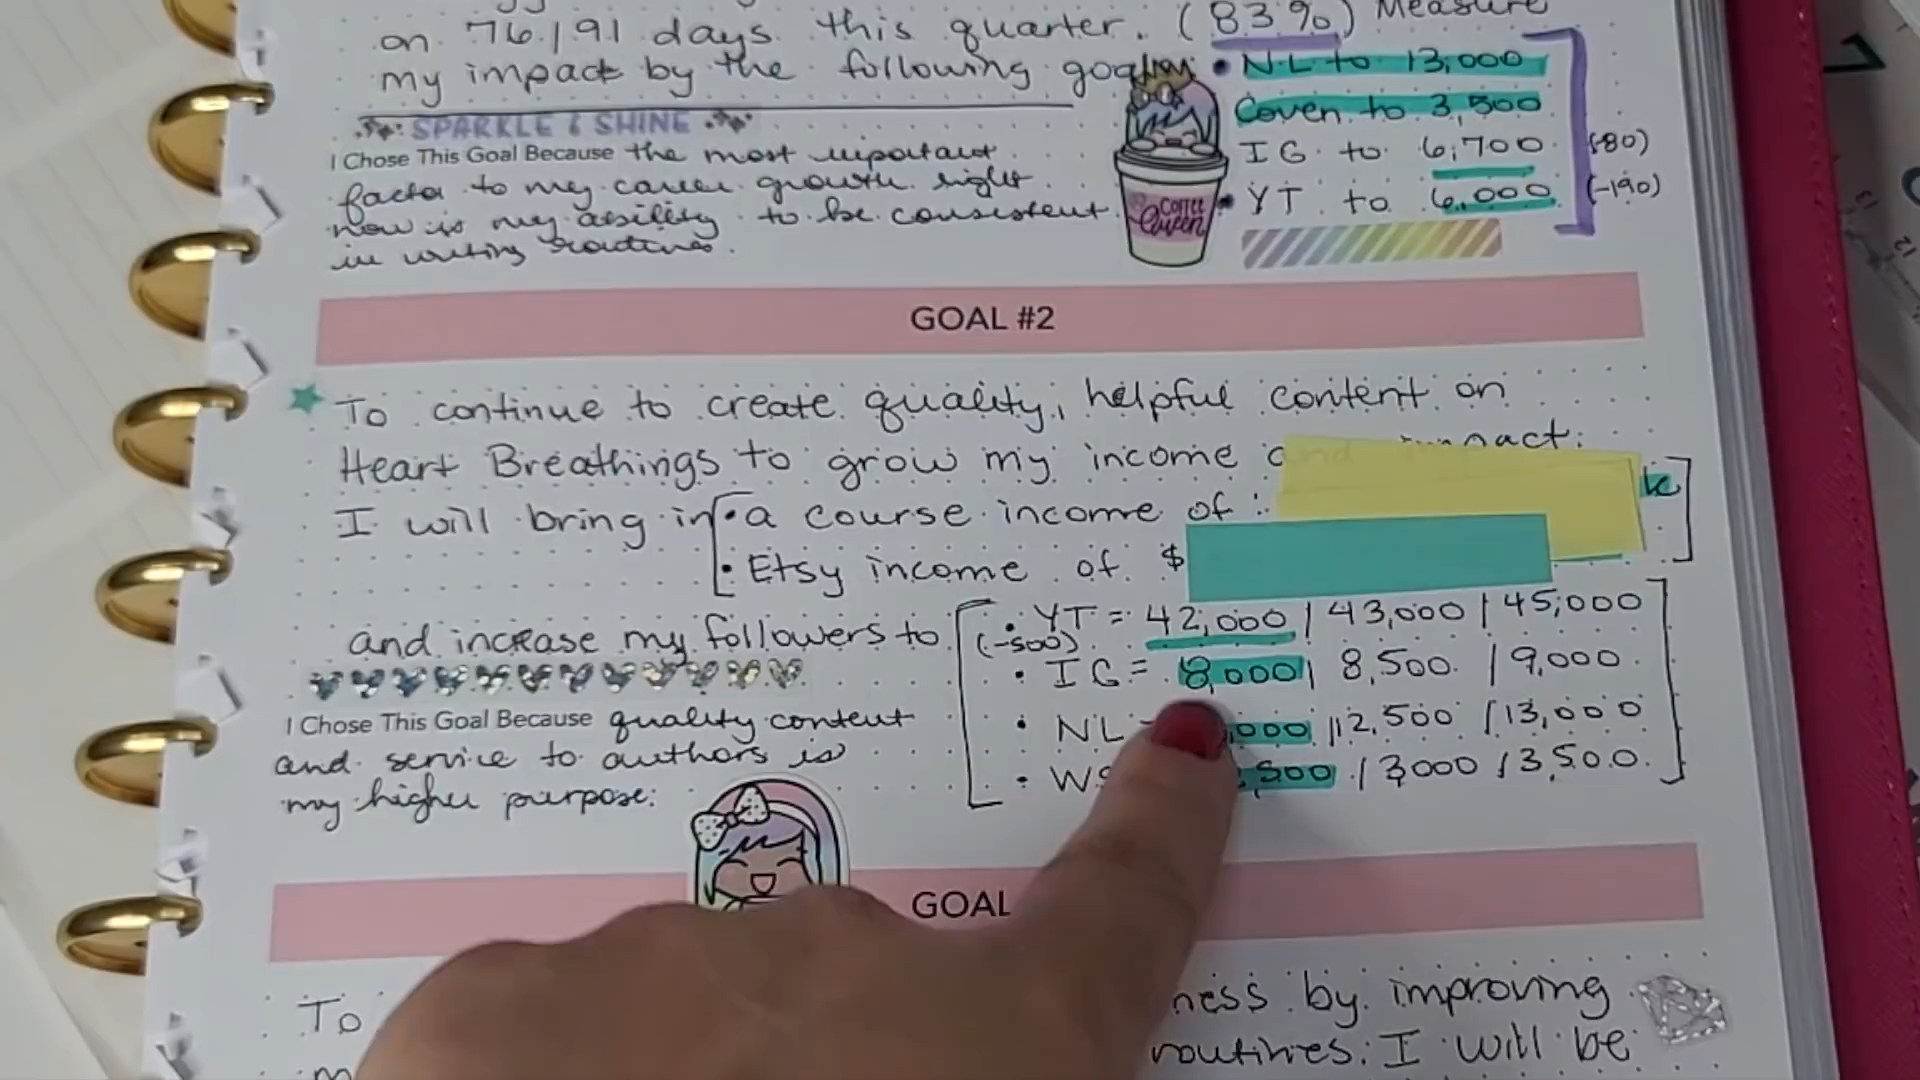 on 76/91 days this quarter. (83%) Measure
my impact by the following goals
• NL to 13,000
Coven to 3,500
IG to 6,700 (-80)
• YT to 6,000 (-190)
SPARKLE & SHINE
I Chose This Goal Because the most important
factor to my career growth right
now is my ability to be consistent
in writing routines.
COFFEE Queen
GOAL #2
To continue to create quality, helpful content on
Heart Breathings to grow my income and impact.
I will bring in • a course income of :
• Etsy income of $
and increase my followers to
• YT = 42,000 / 43,000 / 45,000
(-500)
• IG = 8,000 / 8,500 / 9,000
• NL ,000 / 12,500 / 13,000
• W ,500 / 3,000 / 3,500
I Chose This Goal Because quality content
and service to authors is
my higher purpose.
GOAL
To ness by improving
m routines. I will be